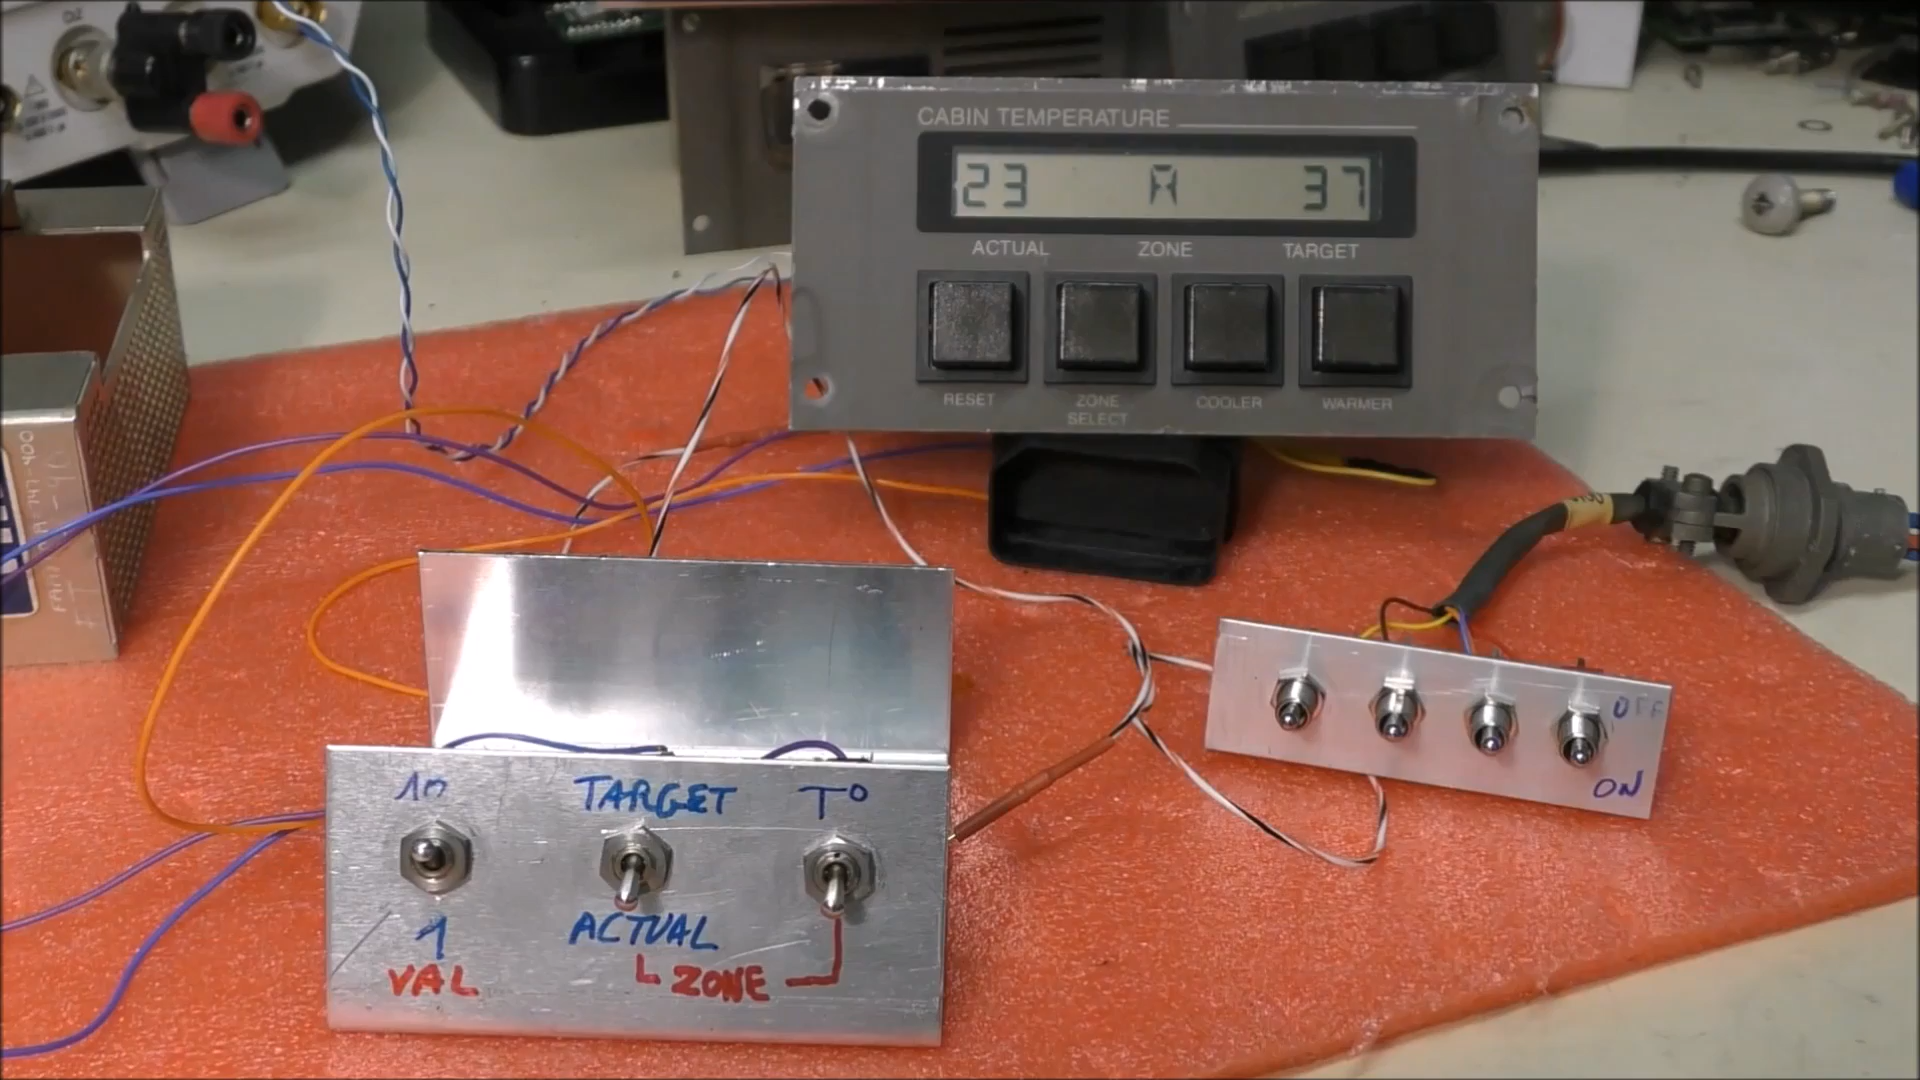 CABIN TEMPERATURE
23 A 37
ACTUAL ZONE TARGET
RESET ZONE SELECT COOLER WARMER
10 TARGET T°
1 ACTUAL
VAL ZONE
OFF
ON